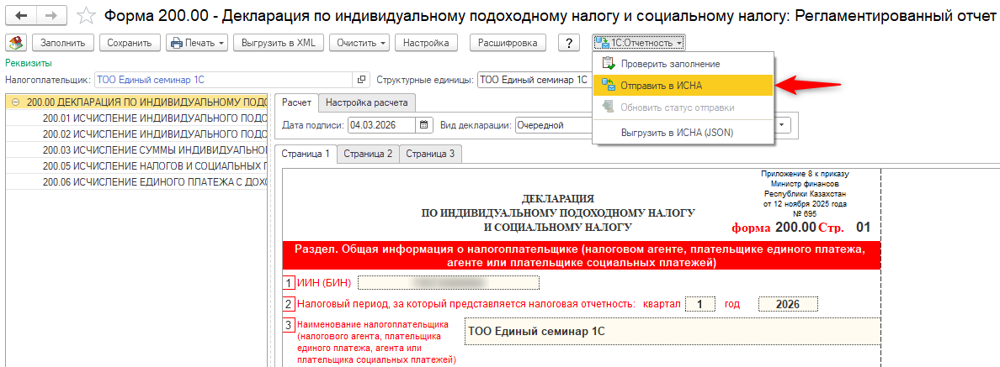 Форма 200.00 - Декларация по индивидуальному подоходному налогу и социальному налогу: Регламентированный отчет
Заполнить Сохранить Печать Выгрузить в XML Очистить Настройка Расшифровка ? 1С:Отчетность
Реквизиты
Налогоплательщик: ТОО Единый семинар 1С Структурные единицы: ТОО Единый семинар 1С
Проверить заполнение
Отправить в ИСНА
Обновить статус отправки
Выгрузить в ИСНА (JSON)
200.00 ДЕКЛАРАЦИЯ ПО ИНДИВИДУАЛЬНОМУ ПОДО
200.01 ИСЧИСЛЕНИЕ ИНДИВИДУАЛЬНОГО ПОДОХ
200.02 ИСЧИСЛЕНИЕ ИНДИВИДУАЛЬНОГО ПОДОХ
200.03 ИСЧИСЛЕНИЕ СУММЫ ИНДИВИДУАЛЬНОГ
200.05 ИСЧИСЛЕНИЕ НАЛОГОВ И СОЦИАЛЬНЫХ П
200.06 ИСЧИСЛЕНИЕ ЕДИНОГО ПЛАТЕЖА С ДОХО
Расчет Настройка расчета
Дата подписи: 04.03.2026 Вид декларации: Очередной
Страница 1 Страница 2 Страница 3
Приложение 8 к приказу
Министр финансов
Республики Казахстан
от 12 ноября 2025 года
№ 695
ДЕКЛАРАЦИЯ
ПО ИНДИВИДУАЛЬНОМУ ПОДОХОДНОМУ НАЛОГУ
И СОЦИАЛЬНОМУ НАЛОГУ
форма 200.00 Стр. 01
Раздел. Общая информация о налогоплательщике (налоговом агенте, плательщике единого платежа,
агенте или плательщике социальных платежей)
1 ИИН (БИН)
2 Налоговый период, за который представляется налоговая отчетность: квартал 1 год 2026
3 Наименование налогоплательщика
(налогового агента, плательщика
единого платежа, агента или
плательщика социальных платежей)
ТОО Единый семинар 1С